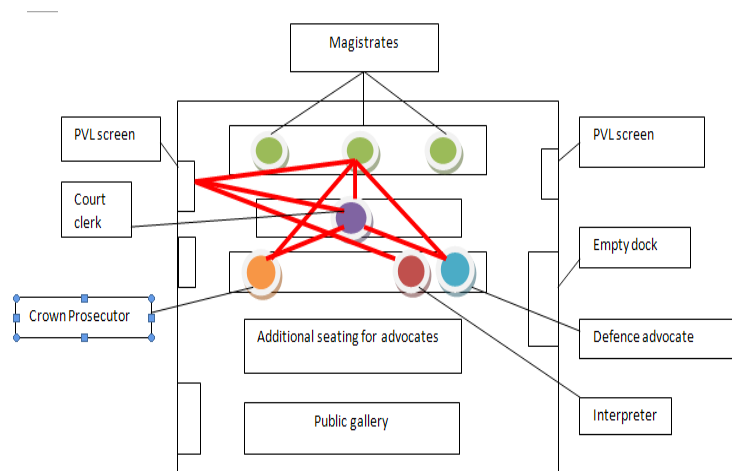 Magistrates
PVL screen
PVL screen
Court
clerk
Empty dock
Crown Prosecutor
Additional seating for advocates
Defence advocate
Public gallery
Interpreter